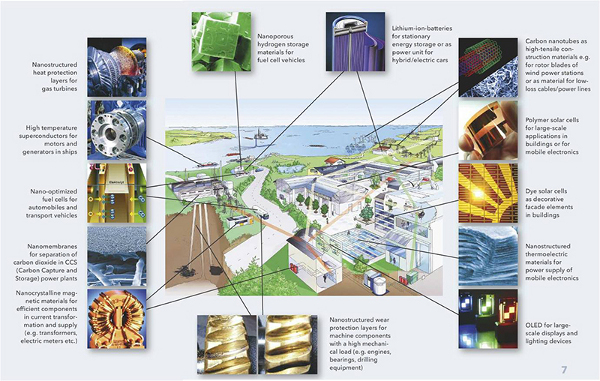 Nanoporous
hydrogen storage
materials for
fuel cell vehicles
Lithium-ion-batteries
for stationary
energy storage or as
power unit for
hybrid/electric cars
Nanostructured
heat protection
layers for
gas turbines
High temperature
superconductors for
motors and
generators in ships
Nano-optimized
fuel cells for
automobiles and
transport vehicles
Nanomembranes
for separation of
carbon dioxide in CCS
(Carbon Capture and
Storage) power plants
Nanocrystalline mag-
netic materials for
efficient components
in current transfor-
mation and supply
(e.g. transformers,
electric meters etc.)
Nanostructured wear
protection layers for
machine components
with a high mechani-
cal load (e.g. engines,
bearings, drilling
equipment)
Carbon nanotubes as
high-tensile con-
struction materials e.g.
for rotor blades of
wind power stations
or as material for low-
loss cables/power lines
Polymer solar cells
for large-scale
applications in
buildings or for
mobile electronics
Dye solar cells
as decorative
facade elements
in buildings
Nanostructured
thermoelectric
materials for
power supply of
mobile electronics
OLED for large-
scale displays and
lighting devices
7